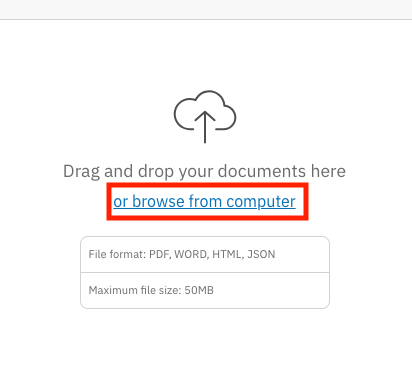 Drag and drop your documents here
or browse from computer
File format: PDF, WORD, HTML, JSON
Maximum file size: 50MB